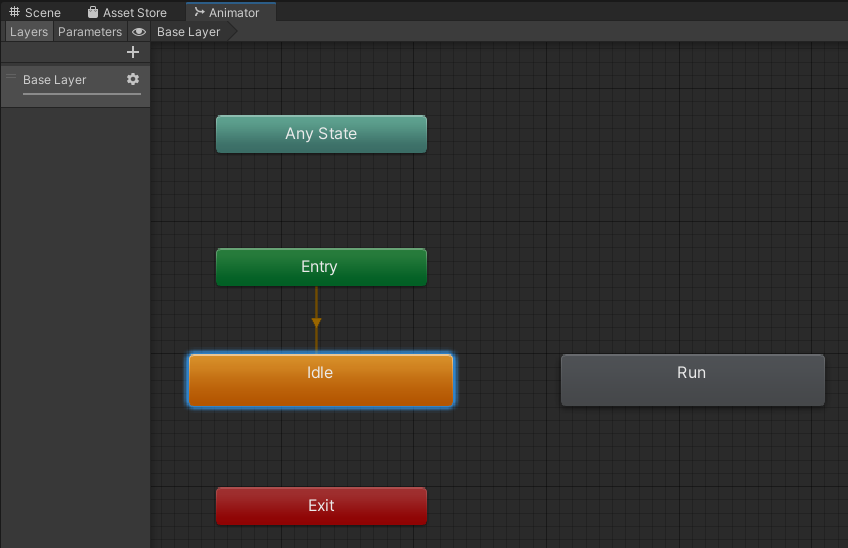 Scene Asset Store Animator
Layers Parameters Base Layer
Base Layer
Any State
Entry
Idle Run
Exit